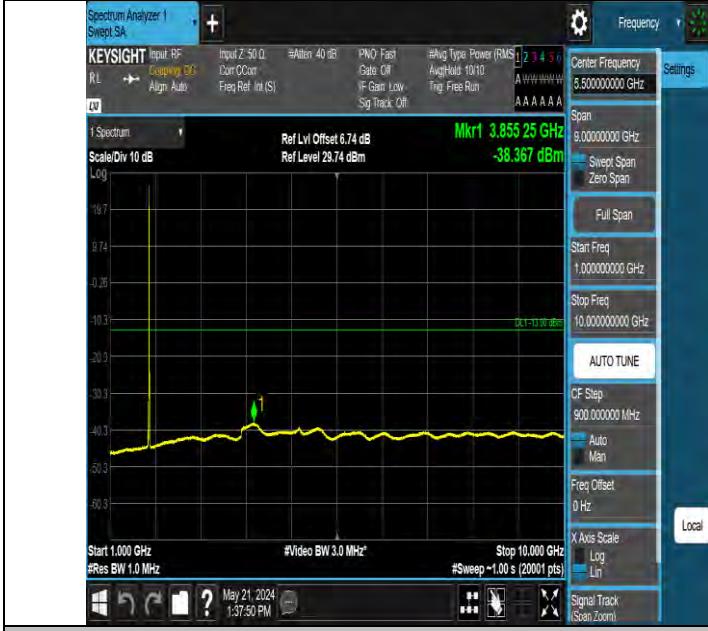 Spectrum Analyzer 1
Swept SA
Frequency
KEYSIGHT
Input: RF
Coupling: DC
Align: Auto
RL
LXI
Input Z: 50 Ω
Corr CCorr
Freq Ref: Int (S)
#Atten: 40 dB
PNO: Fast
Gate: Off
IF Gain: Low
Sig Track: Off
#Avg Type: Power (RMS
Avg|Hold: 10/10
Trig: Free Run
1 2 3 4 5 6
A W W W W W
A A A A A A
Center Frequency
5.500000000 GHz
Settings
Span
9.00000000 GHz
Swept Span
Zero Span
Full Span
Start Freq
1.000000000 GHz
Stop Freq
10.000000000 GHz
AUTO TUNE
CF Step
900.000000 MHz
Auto
Man
Freq Offset
0 Hz
X Axis Scale
Log
Lin
Signal Track
(Span Zoom)
Local
1 Spectrum
Scale/Div 10 dB
Ref Lvl Offset 6.74 dB
Ref Level 29.74 dBm
Mkr1 3.855 25 GHz
-38.367 dBm
Log
19.7
9.74
-0.26
-10.3
DL1 -13.00 dBm
-20.3
-30.3
1
-40.3
-50.3
-60.3
Start 1.000 GHz
#Video BW 3.0 MHz*
Stop 10.000 GHz
#Res BW 1.0 MHz
#Sweep ~1.00 s (20001 pts)
?
May 21, 2024
1:37:50 PM